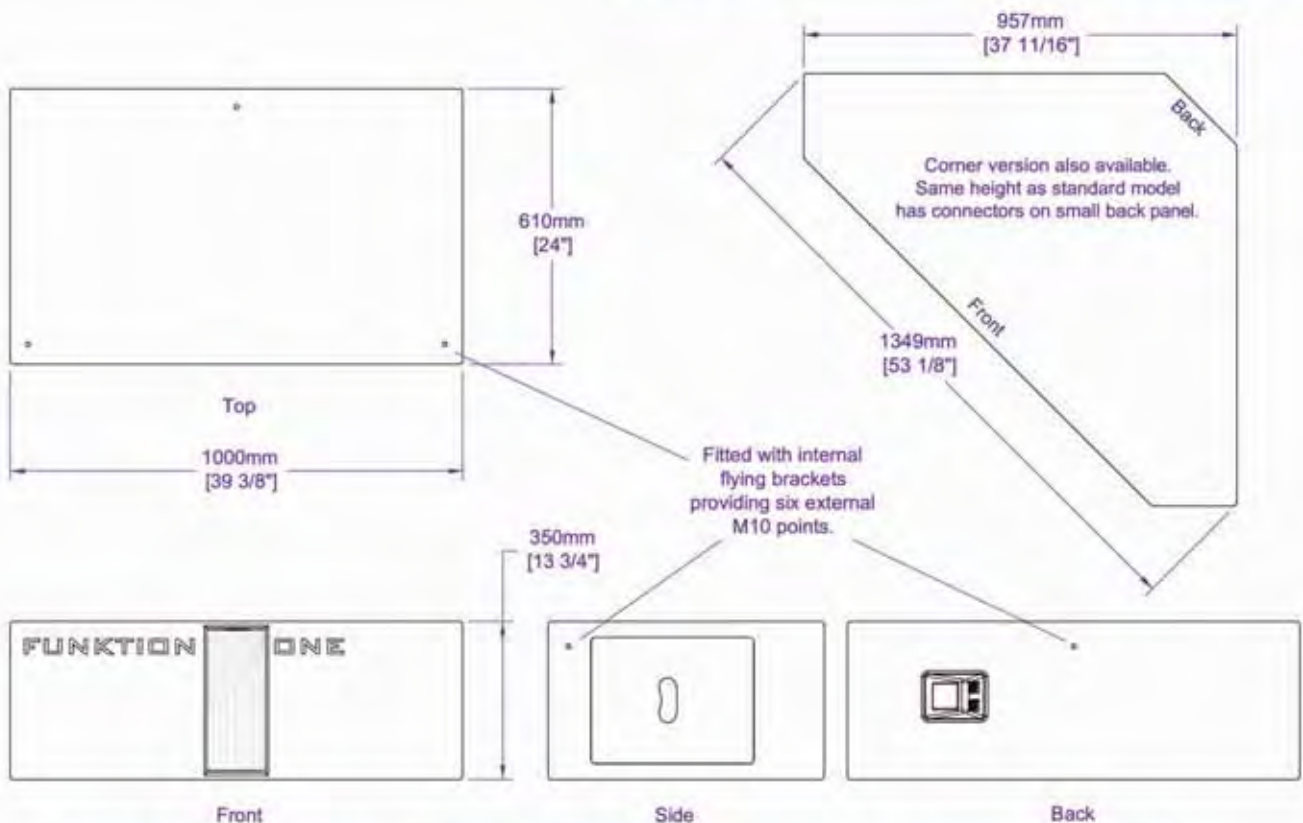 957mm
[37 11/16"]
Back
Corner version also available.
Same height as standard model
has connectors on small back panel.
610mm
[24"]
Front
1349mm
[53 1/8"]
Top
1000mm
[39 3/8"]
Fitted with internal
flying brackets
providing six external
M10 points.
350mm
[13 3/4"]
FUNKTION ONE
Front
Side
Back